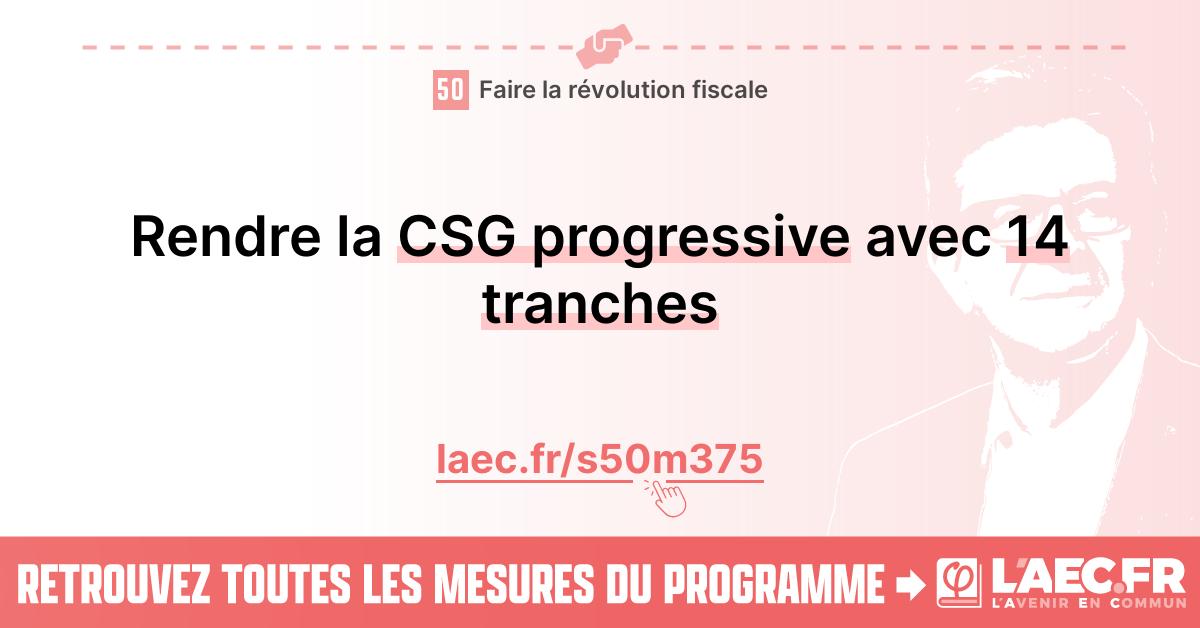 50 Faire la révolution fiscale
Rendre la CSG progressive avec 14
tranches
laec.fr/s50m375
RETROUVEZ TOUTES LES MESURES DU PROGRAMME
L'AEC.FR
L'AVENIR EN COMMUN